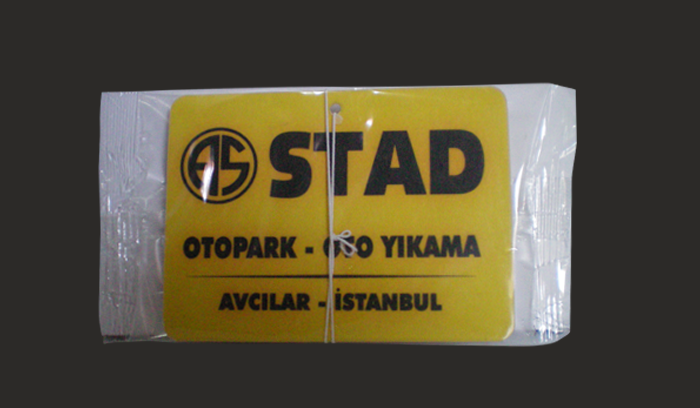 AS STAD
OTOPARK - OTO YIKAMA
AVCILAR - İSTANBUL